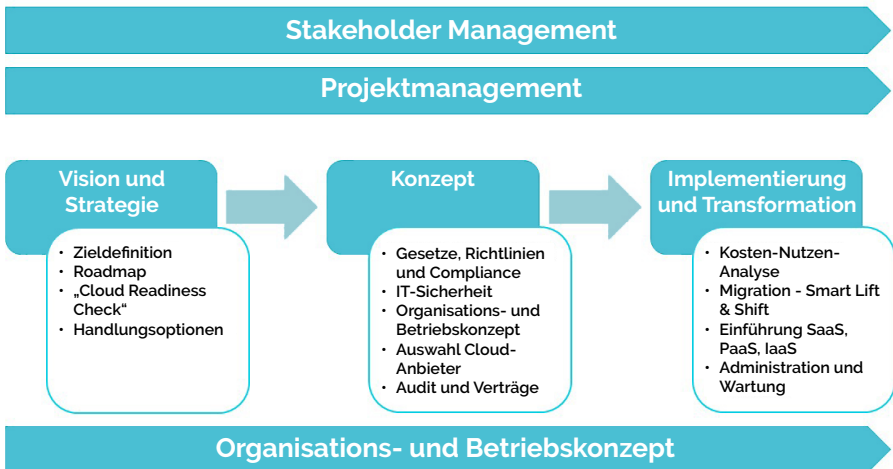 Stakeholder Management
Projektmanagement
Vision und
Strategie
• Zieldefinition
• Roadmap
• „Cloud Readiness
Check“
• Handlungsoptionen
Konzept
• Gesetze, Richtlinien
und Compliance
• IT-Sicherheit
• Organisations- und
Betriebskonzept
• Auswahl Cloud-
Anbieter
• Audit und Verträge
Implementierung
und Transformation
• Kosten-Nutzen-
Analyse
• Migration - Smart Lift
& Shift
• Einführung SaaS,
PaaS, IaaS
• Administration und
Wartung
Organisations- und Betriebskonzept